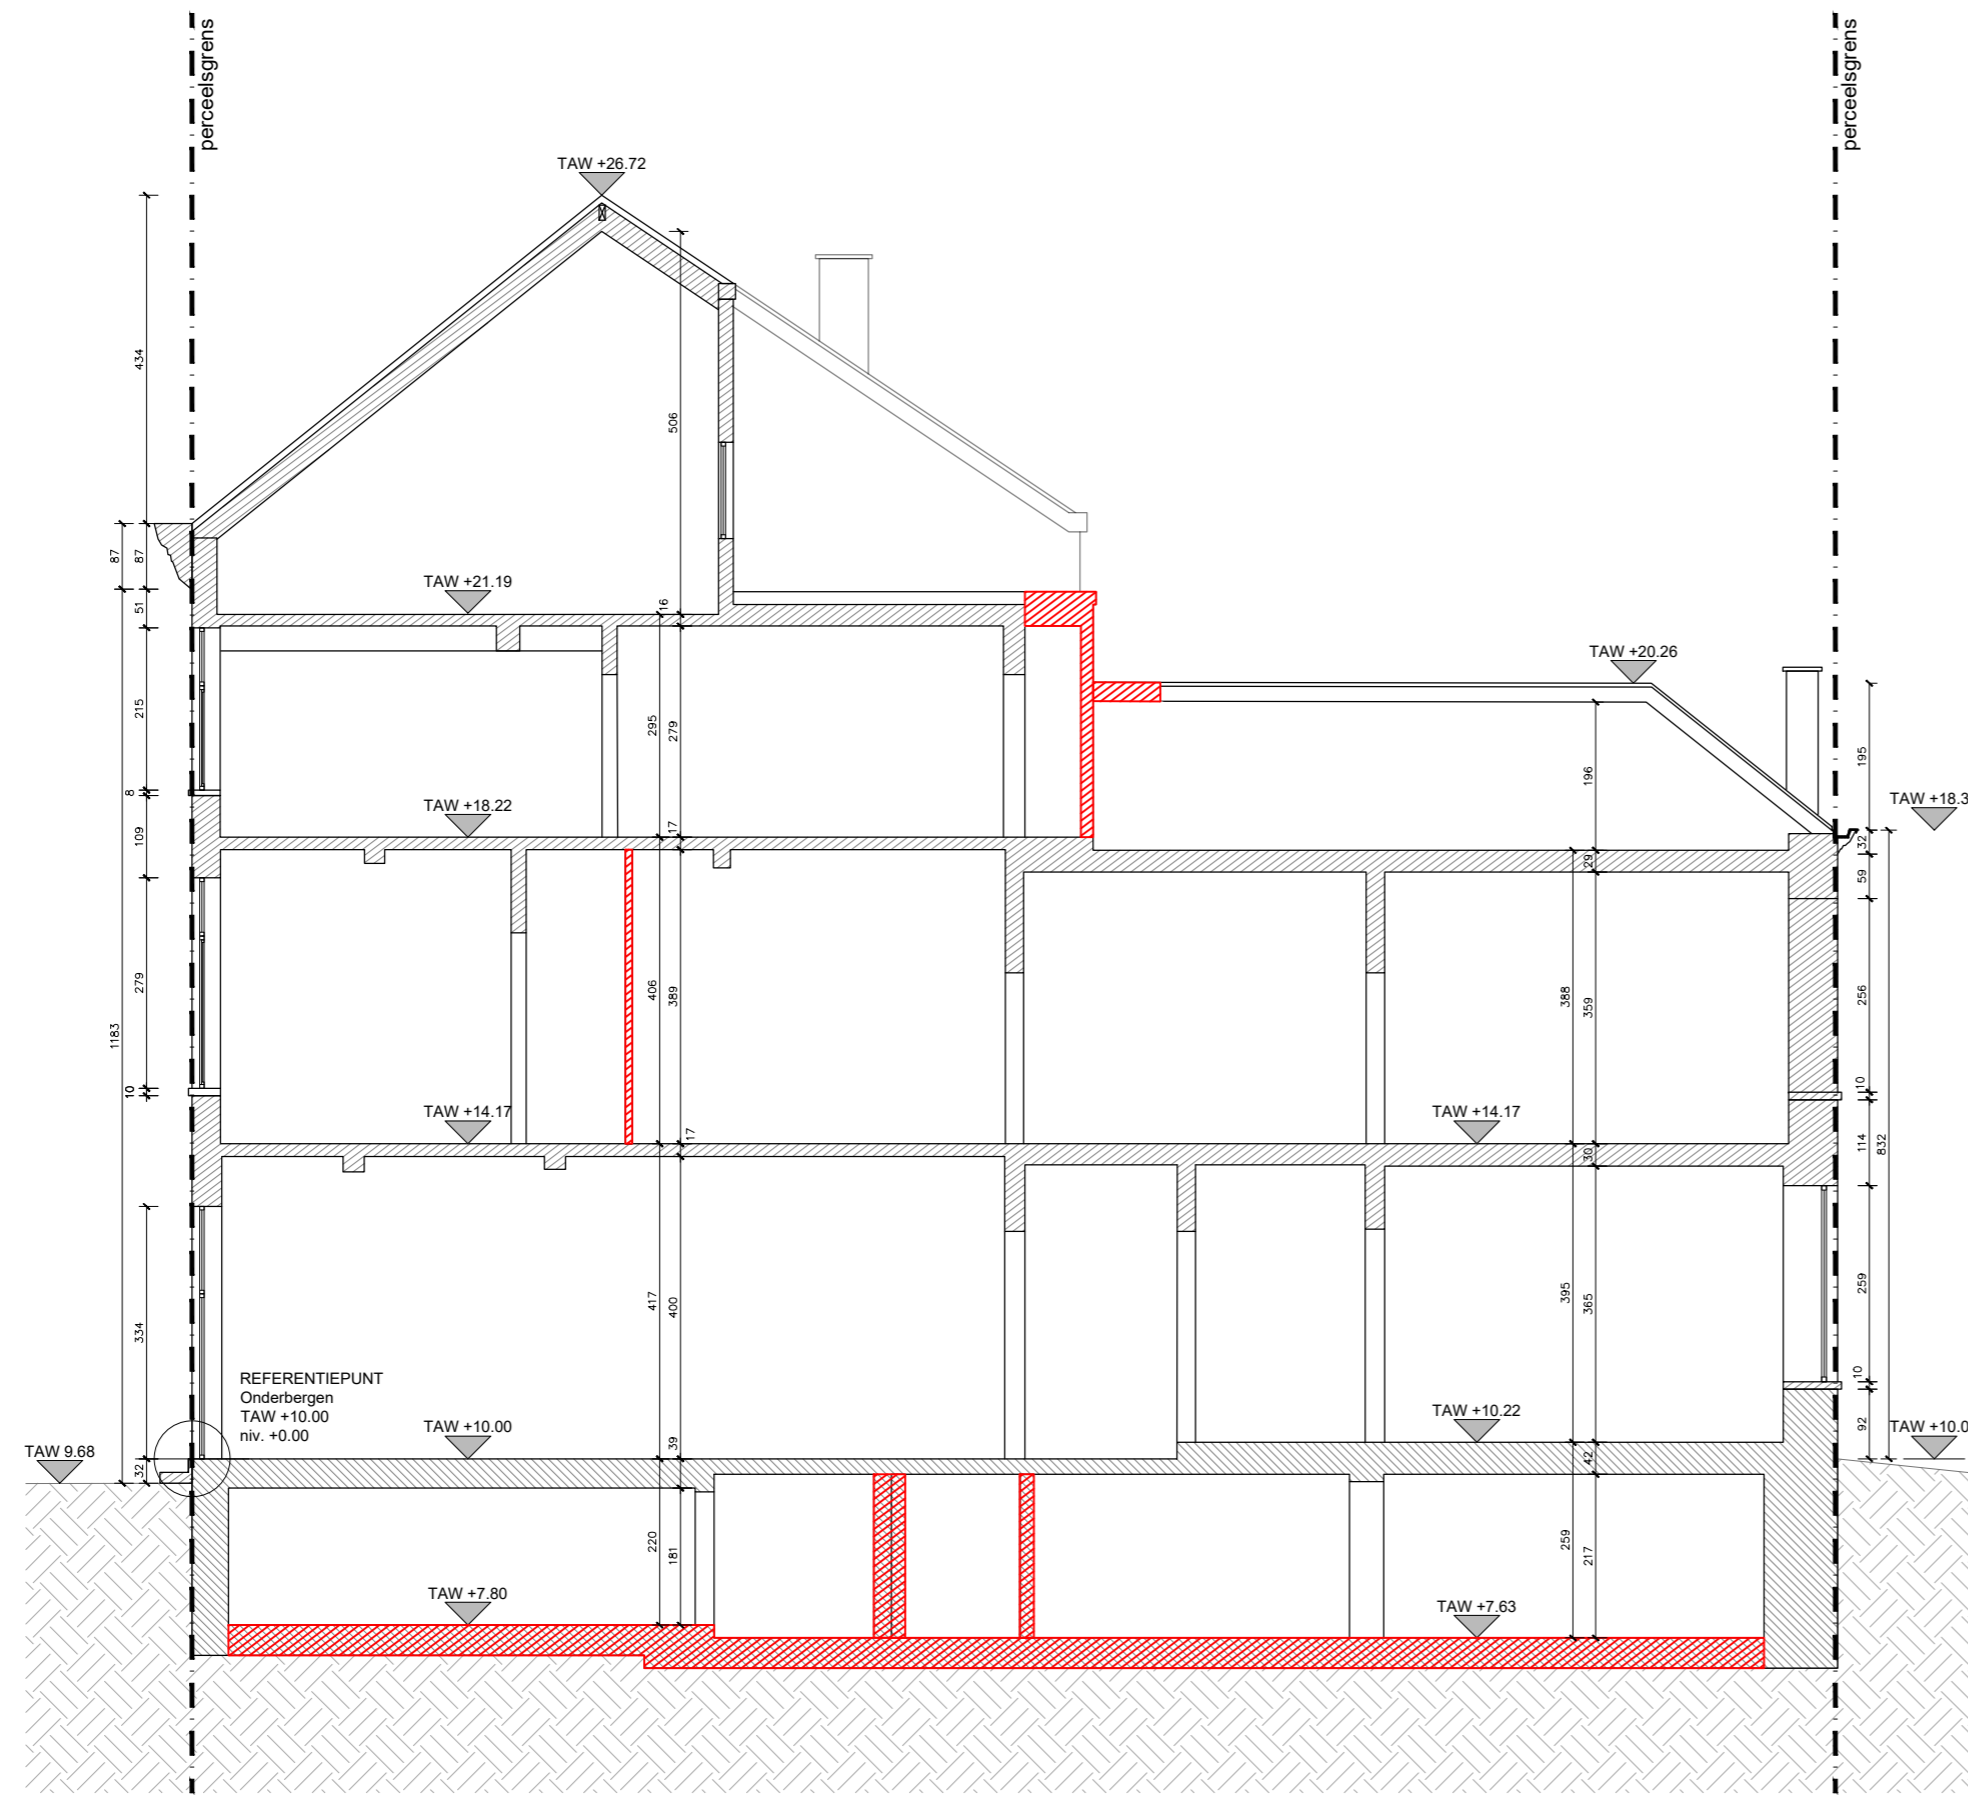 perceelsgrens
perceelsgrens
TAW +26.72
434
506
87
87
51
TAW +21.19
16
TAW +20.26
215
295
279
196
195
8
TAW +18.22
17
TAW +18.3
109
32
29
59
279
406
389
388
359
256
1183
10
10
TAW +14.17
17
TAW +14.17
114
832
30
334
417
400
395
365
259
REFERENTIEPUNT
Onderbergen
TAW +10.00
niv. +0.00
10
TAW +10.22
TAW 9.68
TAW +10.00
39
92
TAW +10.0
32
42
220
181
259
217
TAW +7.80
TAW +7.63